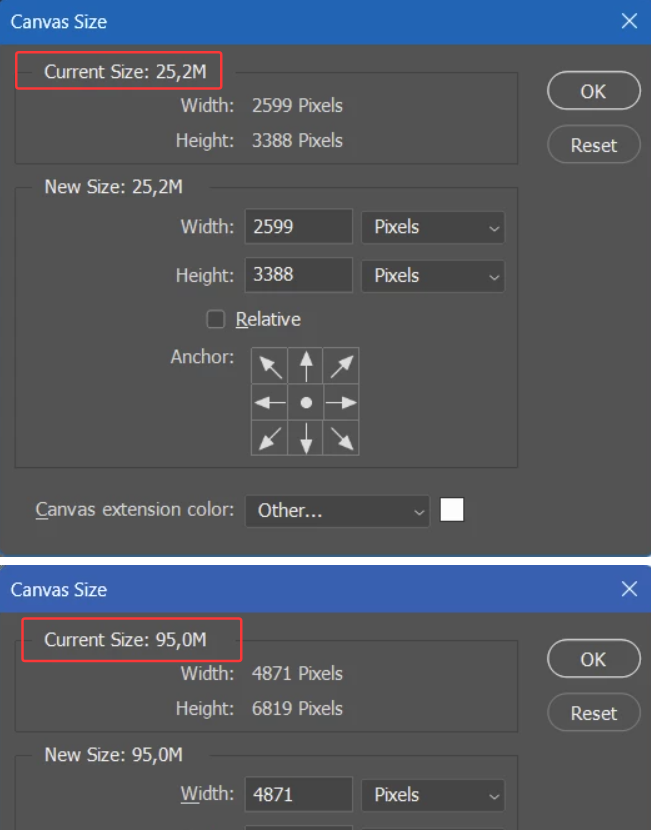 Canvas Size
Current Size: 25,2M
OK
Width: 2599 Pixels
Height: 3388 Pixels
Reset
New Size: 25,2M
Width: 2599 Pixels
Height: 3388 Pixels
Relative
Anchor:
Canvas extension color: Other...
Canvas Size
Current Size: 95,0M
OK
Width: 4871 Pixels
Height: 6819 Pixels
Reset
New Size: 95,0M
Width: 4871 Pixels